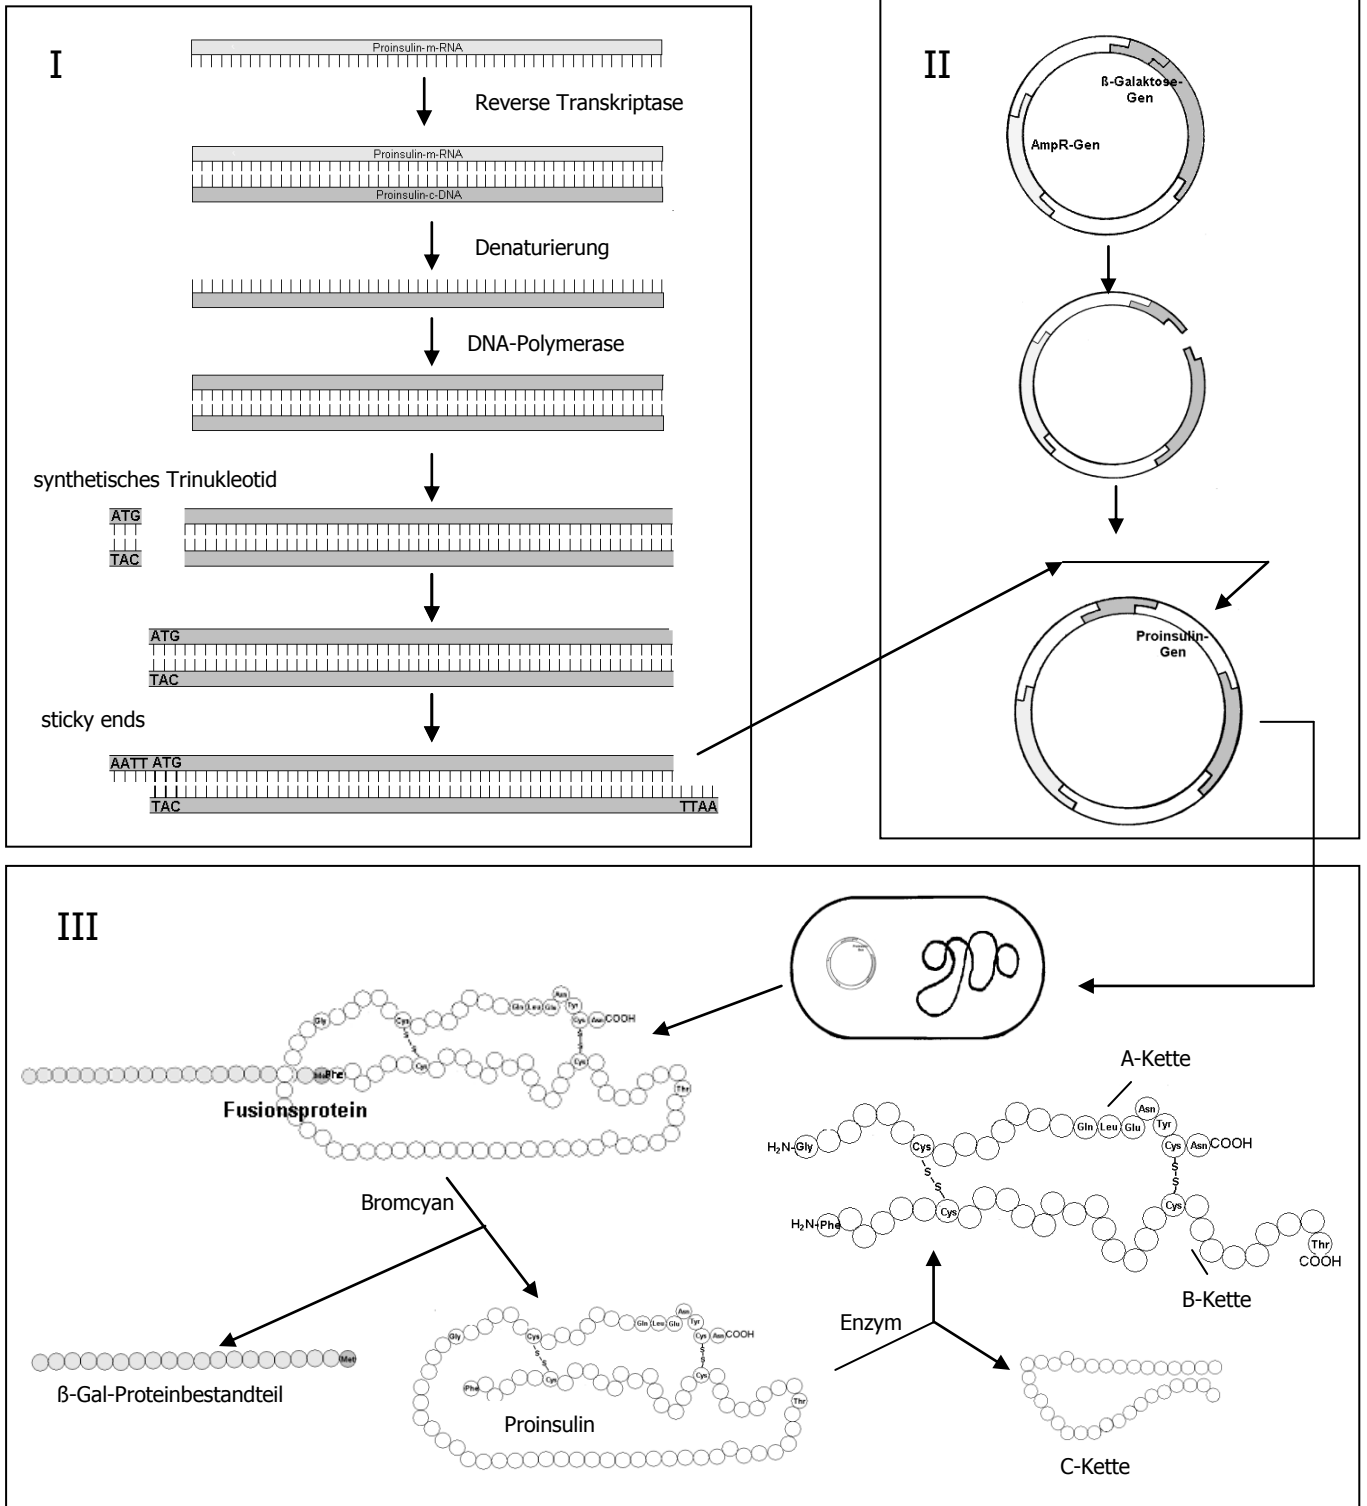 I
Proinsulin-m-RNA
Reverse Transkriptase
Proinsulin-m-RNA
Proinsulin-c-DNA
Denaturierung
DNA-Polymerase
synthetisches Trinukleotid
ATG
TAC
ATG
TAC
sticky ends
AATT ATG
TAC
TTAA
II
ß-Galaktose-
Gen
AmpR-Gen
Proinsulin-
Gen
III
Gly
Cys
S
S
Cys
Gln Leu Glu
Asn
Tyr
Cys Asn COOH
S
S
Cys
Phe
Thr
Fusionsprotein
Bromcyan
Met
ß-Gal-Proteinbestandteil
Gly
Cys
S
S
Cys
Gln Leu Glu
Asn
Tyr
Cys Asn COOH
S
S
Cys
Phe
Thr
Proinsulin
Enzym
A-Kette
H₂N-Gly
Cys
S
S
Cys
Gln Leu Glu
Asn
Tyr
Cys Asn COOH
S
S
Cys
H₂N-Phe
Thr
COOH
B-Kette
C-Kette